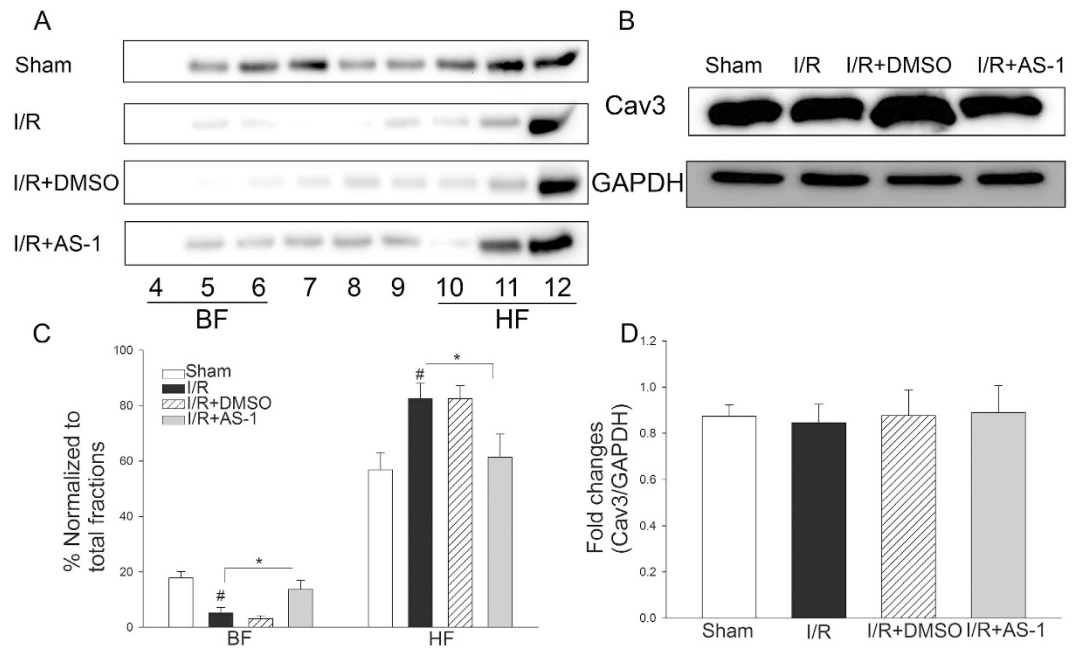 A
Sham
I/R
I/R+DMSO
I/R+AS-1
4 5 6 7 8 9 10 11 12
BF HF
B
Sham I/R I/R+DMSO I/R+AS-1
Cav3
GAPDH
C
% Normalized to
total fractions
100
80
60
40
20
0
Sham
I/R
I/R+DMSO
I/R+AS-1
# * # *
BF HF
D
Fold changes
(Cav3/GAPDH)
1.2
1.0
0.8
0.6
0.4
0.2
0.0
Sham I/R I/R+DMSO I/R+AS-1